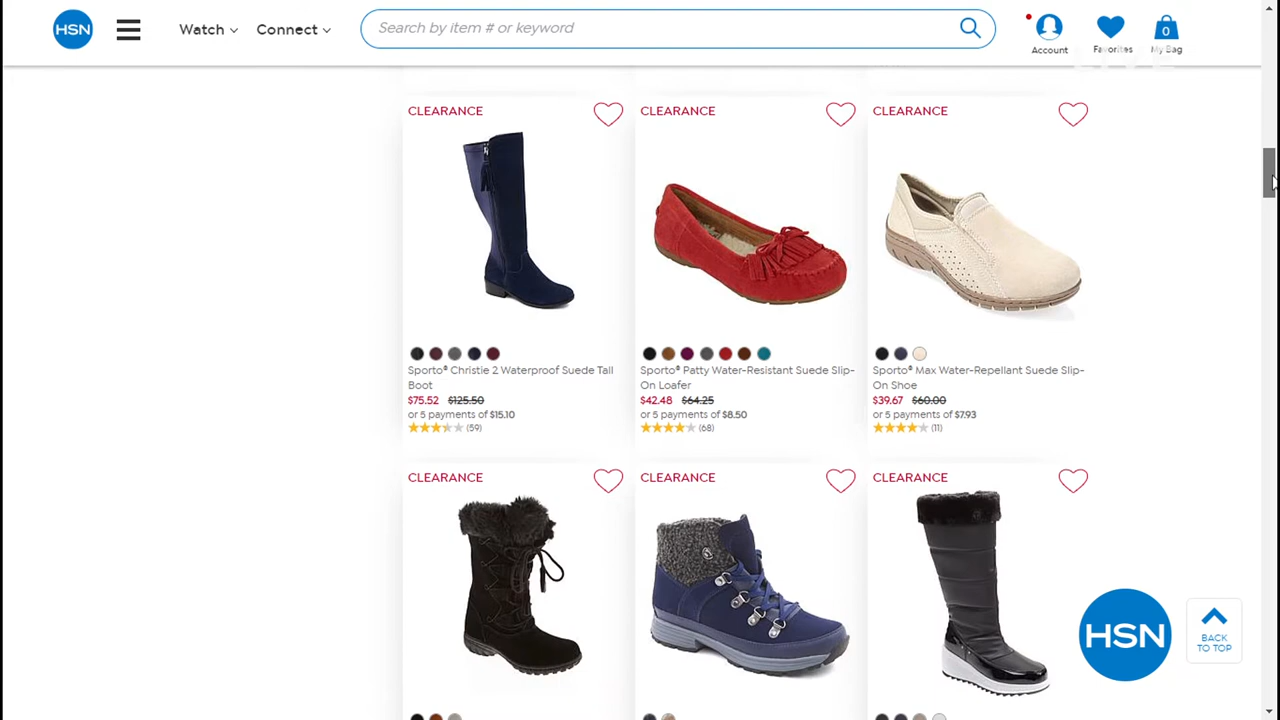 HSN
Watch
Connect
Search by item # or keyword
Account
Favorites
0
My Bag
LIVE
CLEARANCE
CLEARANCE
CLEARANCE
Sporto® Christie 2 Waterproof Suede Tall
Boot
$75.52 $125.50
or 5 payments of $15.10
(59)
Sporto® Patty Water-Resistant Suede Slip-
On Loafer
$42.48 $64.25
or 5 payments of $8.50
(68)
Sporto® Max Water-Repellant Suede Slip-
On Shoe
$39.67 $60.00
or 5 payments of $7.93
(11)
CLEARANCE
CLEARANCE
CLEARANCE
HSN
BACK
TO TOP